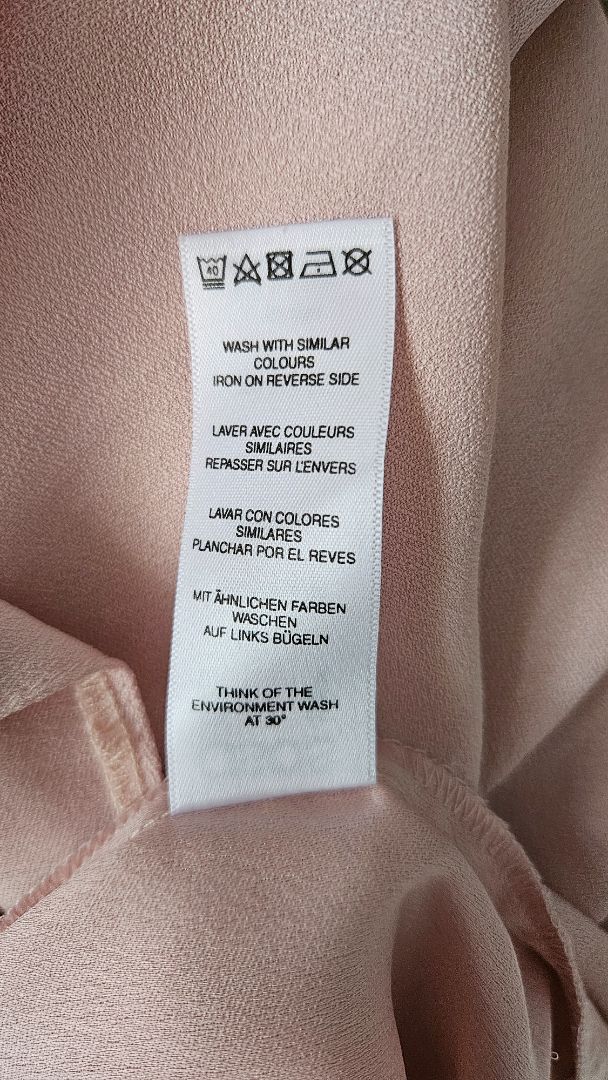 40
WASH WITH SIMILAR
COLOURS
IRON ON REVERSE SIDE
LAVER AVEC COULEURS
SIMILAIRES
REPASSER SUR L'ENVERS
LAVAR CON COLORES
SIMILARES
PLANCHAR POR EL REVES
MIT ÄHNLICHEN FARBEN
WASCHEN
AUF LINKS BÜGELN
THINK OF THE
ENVIRONMENT WASH
AT 30°